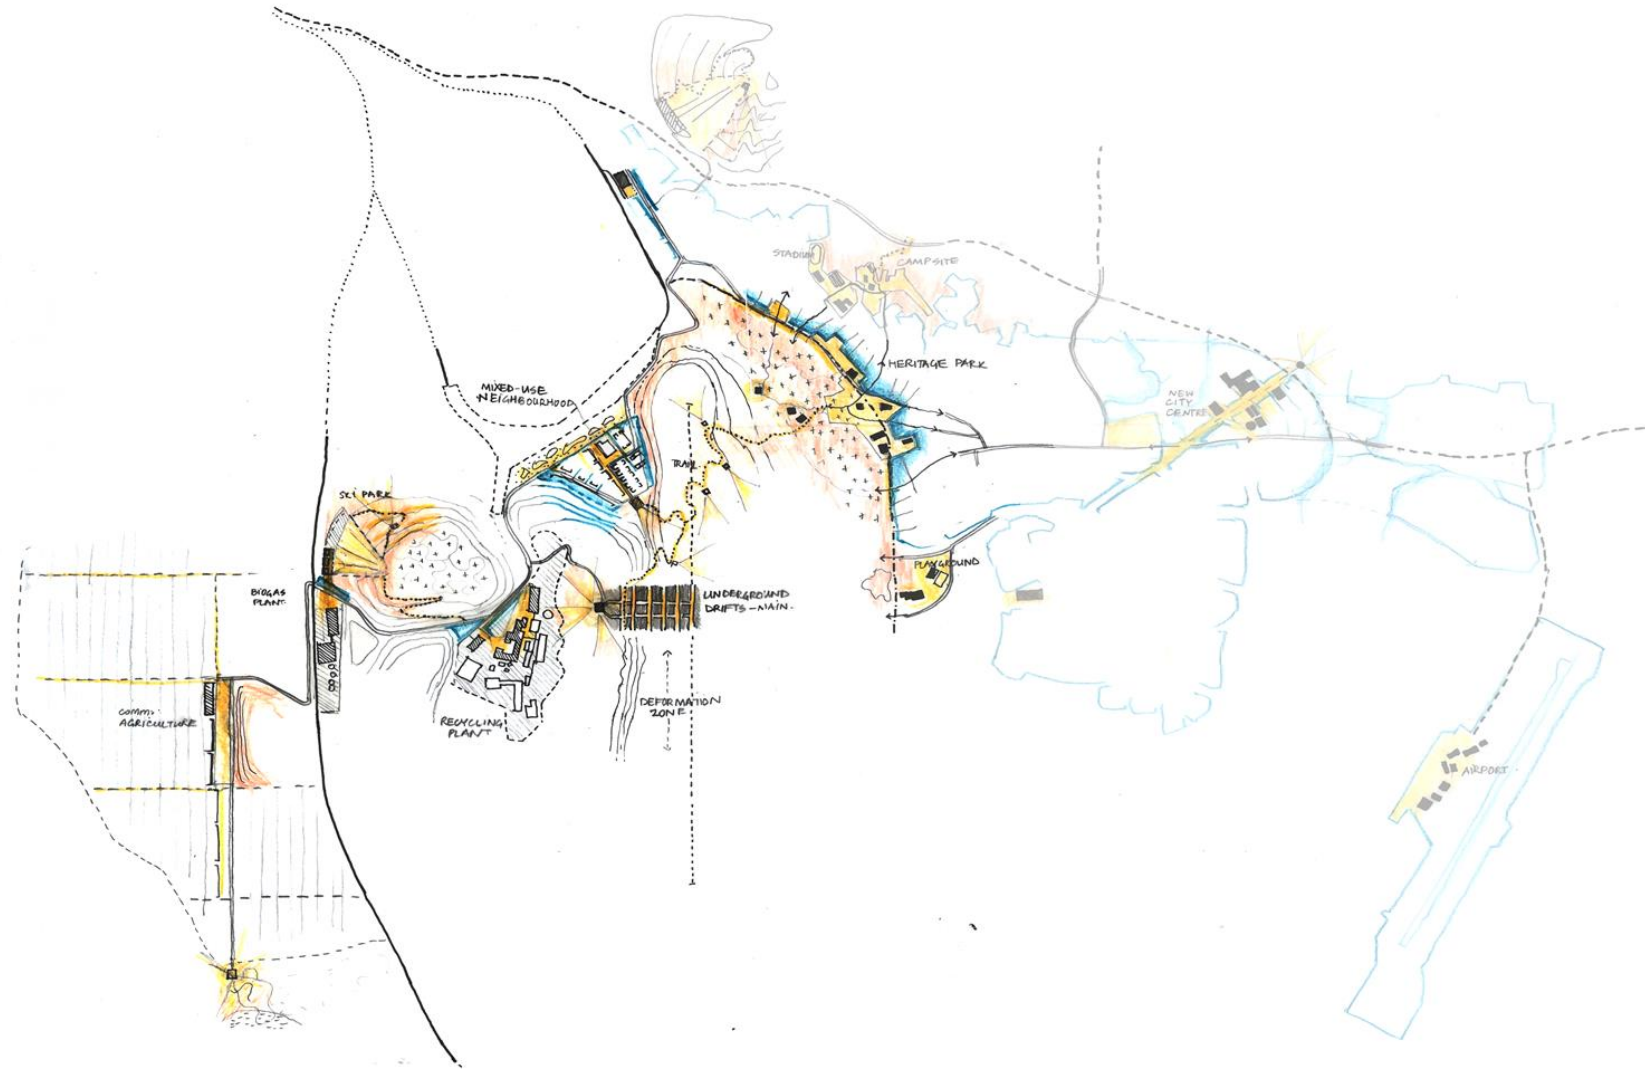 STADIUM
CAMPSITE
HERITAGE PARK
MIXED-USE
NEIGHBOURHOOD
NEW
CITY
CENTRE
TRAIL
SKI PARK
PLAYGROUND
BIOGAS
PLANT
UNDERGROUND
DRIFTS-MAIN.
COMM.
AGRICULTURE
RECYCLING
PLANT
DEFORMATION
ZONE
AIRPORT